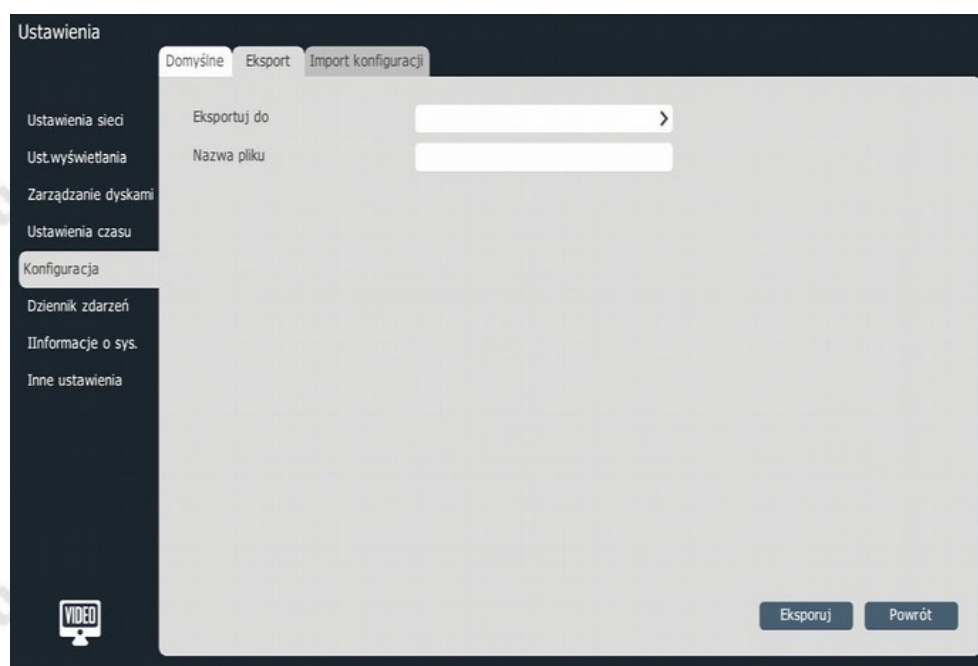 Ustawienia
Domyślne Eksport Import konfiguracji
Ustawienia sieci
Ust.wyświetlania
Zarządzanie dyskami
Ustawienia czasu
Konfiguracja
Dziennik zdarzeń
IInformacje o sys.
Inne ustawienia
Eksportuj do
Nazwa pliku
VIDEO
Eksporuj Powrót